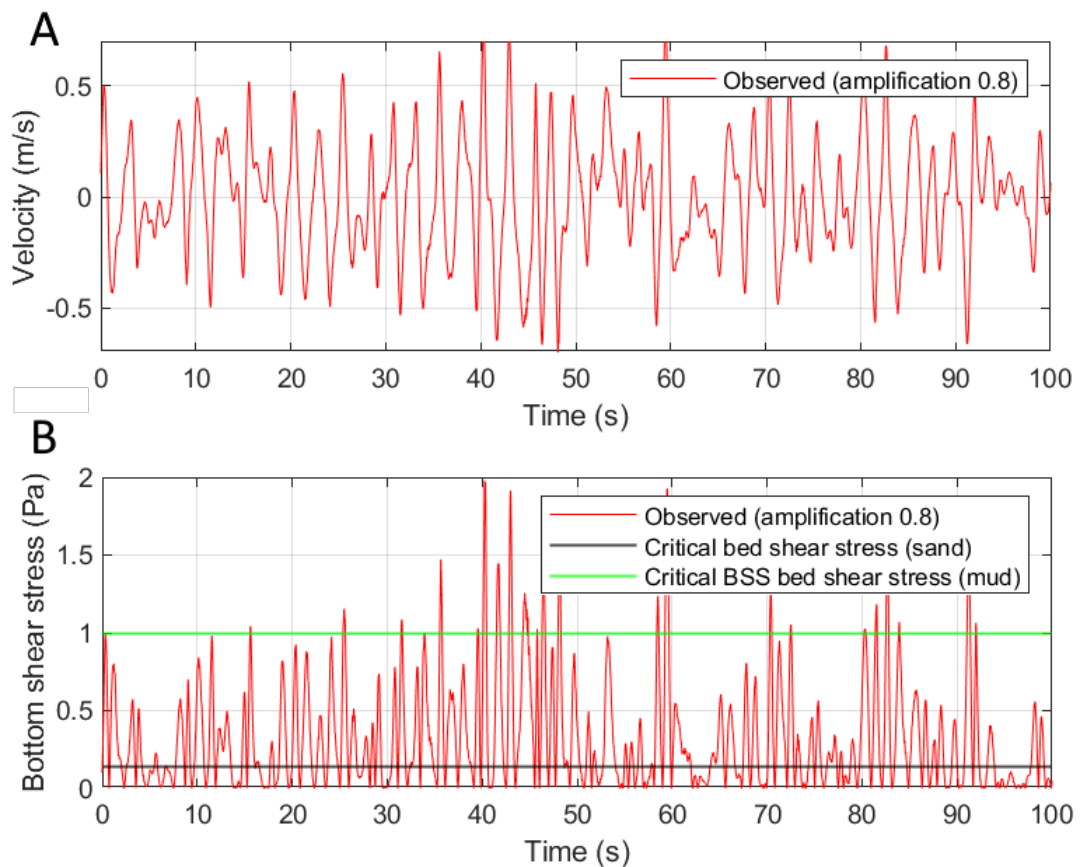 A
Velocity (m/s)
0.5
0
-0.5
Observed (amplification 0.8)
0 10 20 30 40 50 60 70 80 90 100
Time (s)
B
Bottom shear stress (Pa)
2
1.5
1
0.5
0
Observed (amplification 0.8)
Critical bed shear stress (sand)
Critical BSS bed shear stress (mud)
0 10 20 30 40 50 60 70 80 90 100
Time (s)